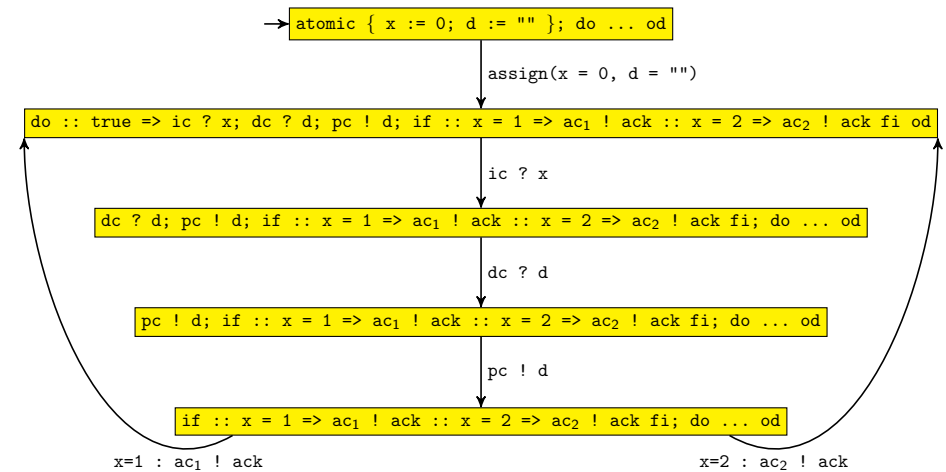 atomic { x := 0; d := "" }; do ... od
assign(x = 0, d = "")
do :: true => ic ? x; dc ? d; pc ! d; if :: x = 1 => ac₁ ! ack :: x = 2 => ac₂ ! ack fi od
ic ? x
dc ? d; pc ! d; if :: x = 1 => ac₁ ! ack :: x = 2 => ac₂ ! ack fi; do ... od
dc ? d
pc ! d; if :: x = 1 => ac₁ ! ack :: x = 2 => ac₂ ! ack fi; do ... od
pc ! d
if :: x = 1 => ac₁ ! ack :: x = 2 => ac₂ ! ack fi; do ... od
x=1 : ac₁ ! ack
x=2 : ac₂ ! ack